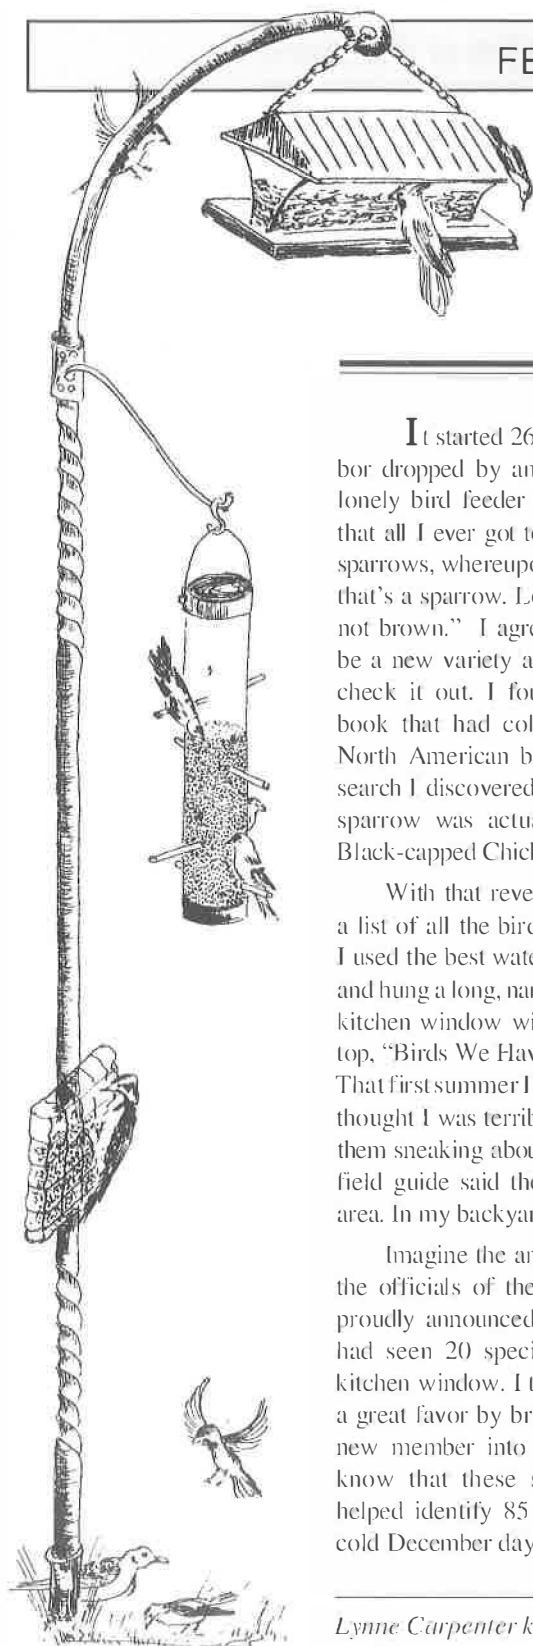 FE
It started 26
bor dropped by an
lonely bird feeder
that all I ever got to
sparrows, whereupo
that's a sparrow. Lo
not brown." I agre
be a new variety a
check it out. I fou
book that had col
North American b
search I discovered
sparrow was actua
Black-capped Chick
With that reve
a list of all the bird
I used the best wate
and hung a long, nar
kitchen window wi
top, "Birds We Hav
That first summer I
thought I was terrib
them sneaking abou
field guide said the
area. In my backyar
Imagine the an
the officials of the
proudly announced
had seen 20 speci
kitchen window. I t
a great favor by br
new member into
know that these s
helped identify 85
cold December day
Lynne Carpenter k